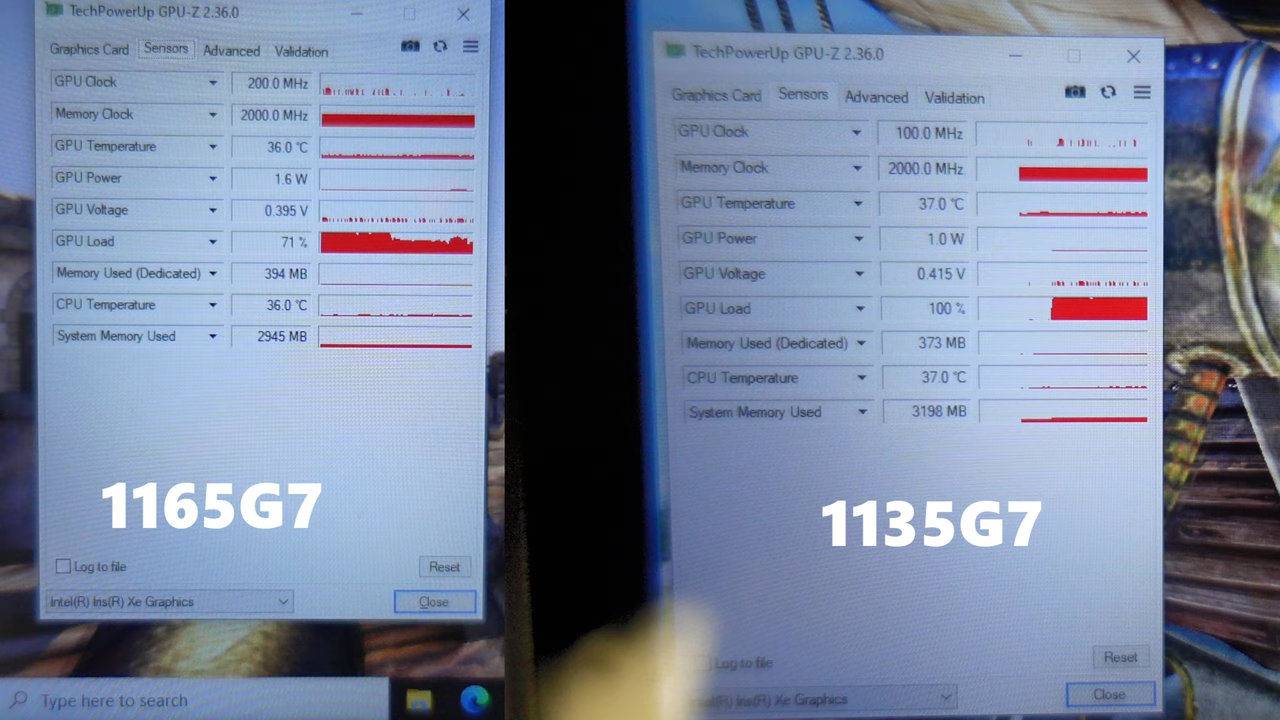 TechPowerUp GPU-Z 2.36.0
Graphics Card Sensors Advanced Validation
GPU Clock 200.0 MHz
Memory Clock 2000.0 MHz
GPU Temperature 36.0 °C
GPU Power 1.6 W
GPU Voltage 0.395 V
GPU Load 71 %
Memory Used (Dedicated) 394 MB
CPU Temperature 36.0 °C
System Memory Used 2945 MB
1165G7
Log to file Reset
Intel(R) Iris(R) Xe Graphics Close
Type here to search
TechPowerUp GPU-Z 2.36.0
Graphics Card Sensors Advanced Validation
GPU Clock 100.0 MHz
Memory Clock 2000.0 MHz
GPU Temperature 37.0 °C
GPU Power 1.0 W
GPU Voltage 0.415 V
GPU Load 100 %
Memory Used (Dedicated) 373 MB
CPU Temperature 37.0 °C
System Memory Used 3198 MB
1135G7
Log to file Reset
Iris(R) Xe Graphics Close